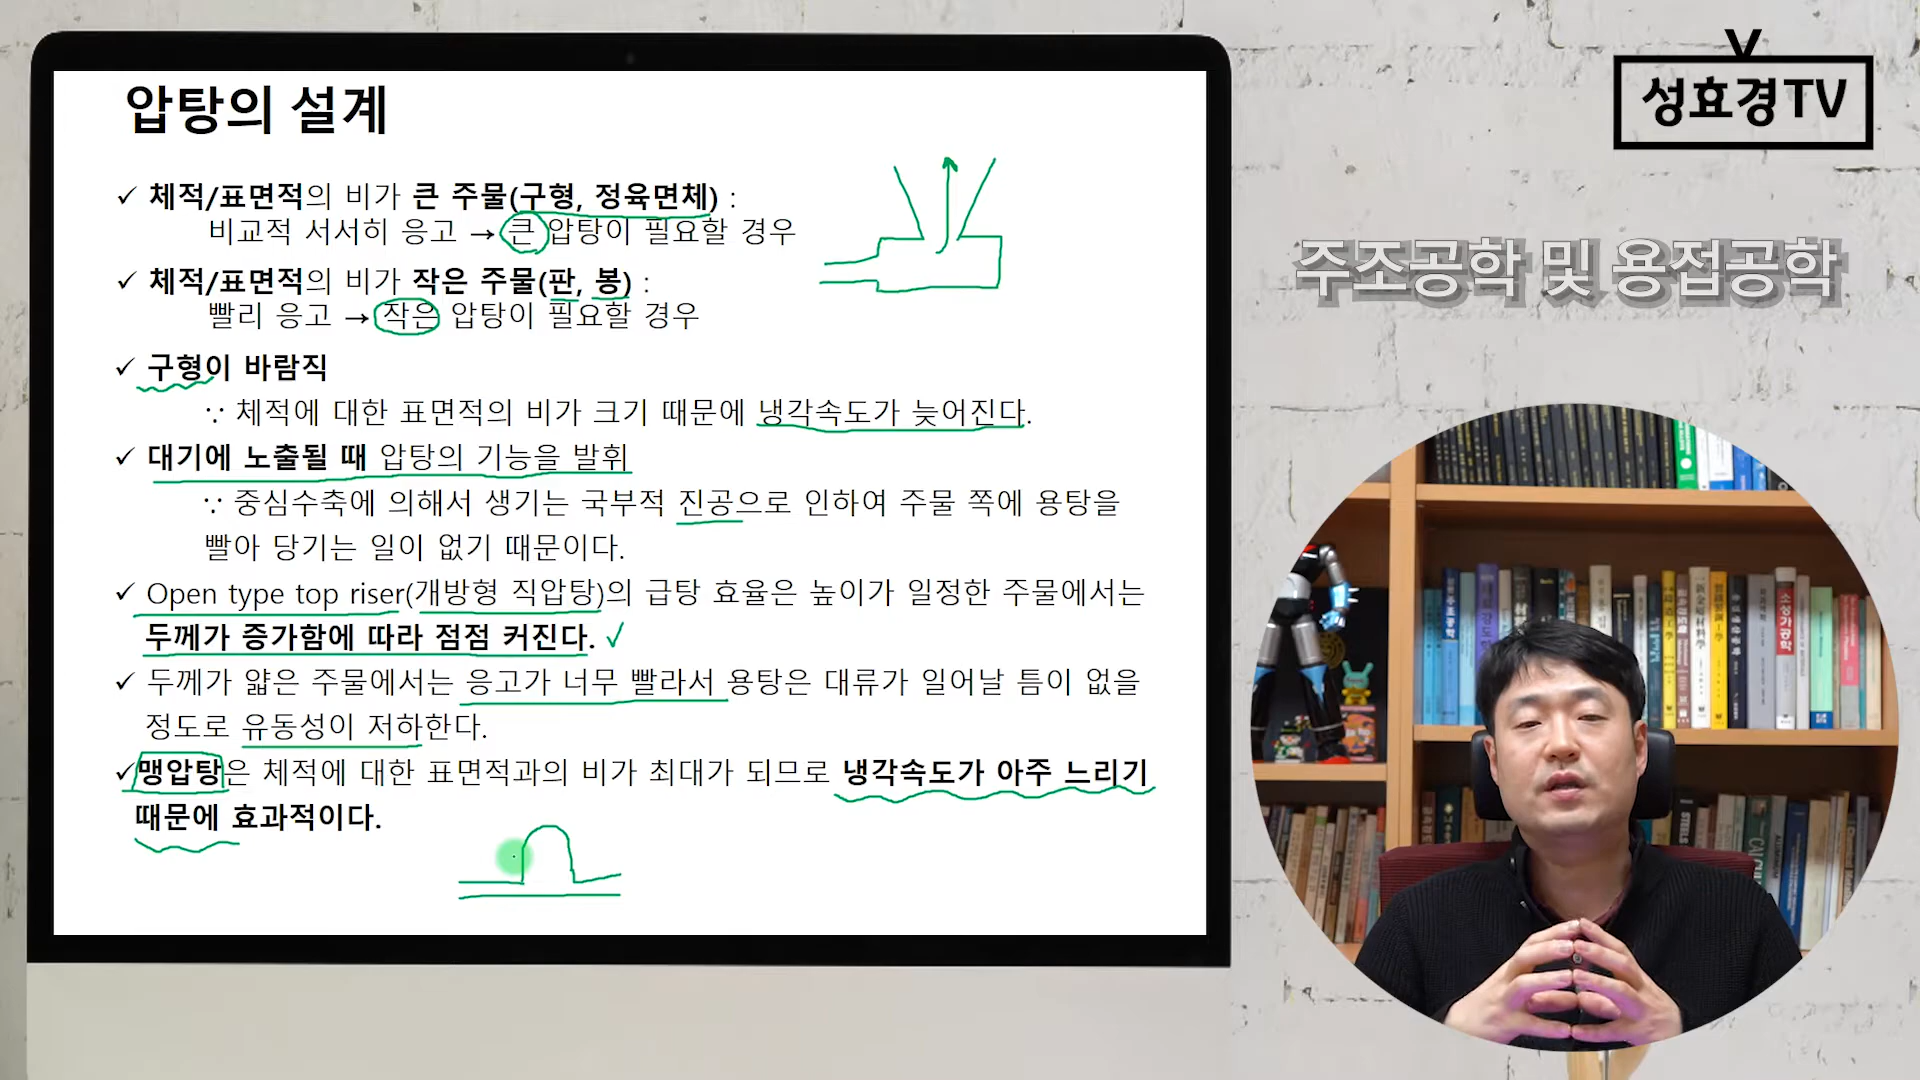 압탕의 설계
✓ 체적/표면적의 비가 큰 주물(구형, 정육면체) :
비교적 서서히 응고 → 큰 압탕이 필요할 경우
✓ 체적/표면적의 비가 작은 주물(판, 봉) :
빨리 응고 → 작은 압탕이 필요할 경우
✓ 구형이 바람직
∵ 체적에 대한 표면적의 비가 크기 때문에 냉각속도가 늦어진다.
✓ 대기에 노출될 때 압탕의 기능을 발휘
∵ 중심수축에 의해서 생기는 국부적 진공으로 인하여 주물 쪽에 용탕을
빨아 당기는 일이 없기 때문이다.
✓ Open type top riser(개방형 직압탕)의 급탕 효율은 높이가 일정한 주물에서는
두께가 증가함에 따라 점점 커진다. ✓
✓ 두께가 얇은 주물에서는 응고가 너무 빨라서 용탕은 대류가 일어날 틈이 없을
정도로 유동성이 저하한다.
✓ 맹압탕은 체적에 대한 표면적과의 비가 최대가 되므로 냉각속도가 아주 느리기
때문에 효과적이다.
성효경TV
주조공학 및 용접공학
소성가공학